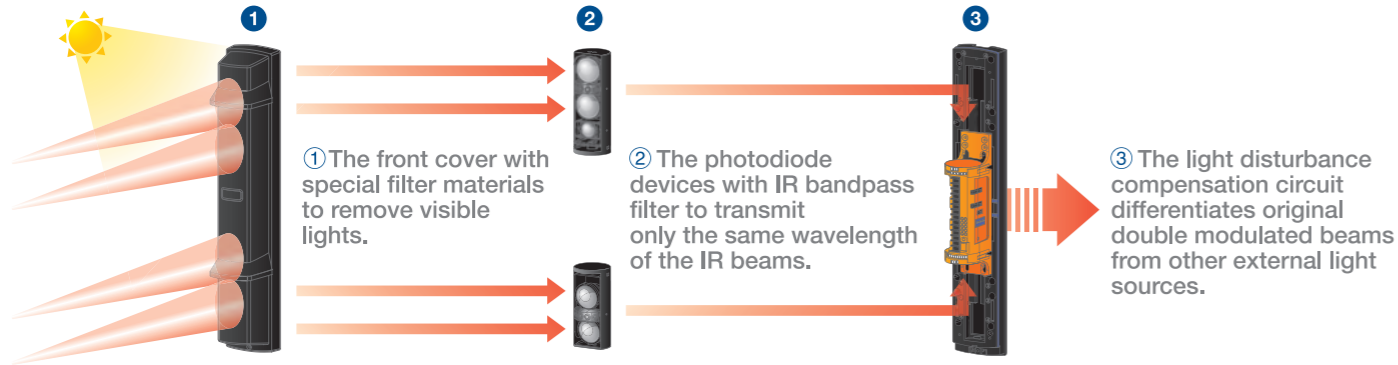 1
2
3
① The front cover with
special filter materials
to remove visible
lights.
② The photodiode
devices with IR bandpass
filter to transmit
only the same wavelength
of the IR beams.
③ The light disturbance
compensation circuit
differentiates original
double modulated beams
from other external light
sources.